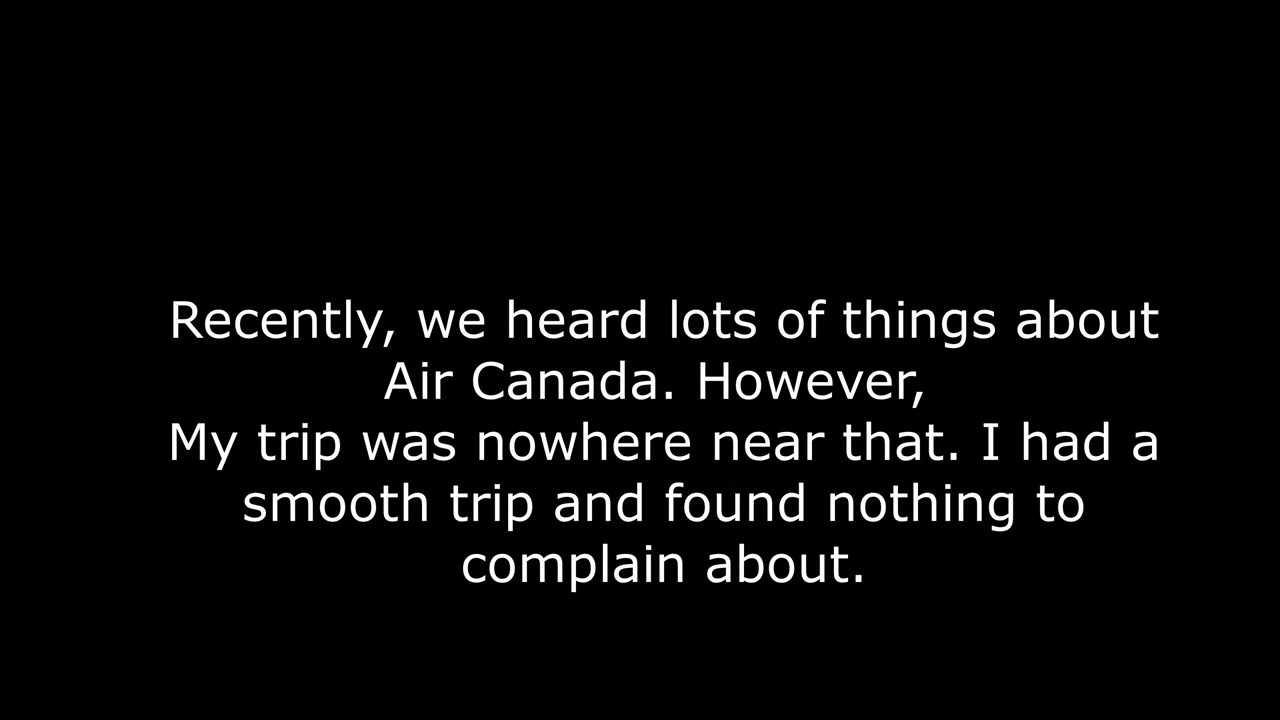 Recently, we heard lots of things about
Air Canada. However,
My trip was nowhere near that. I had a
smooth trip and found nothing to
complain about.